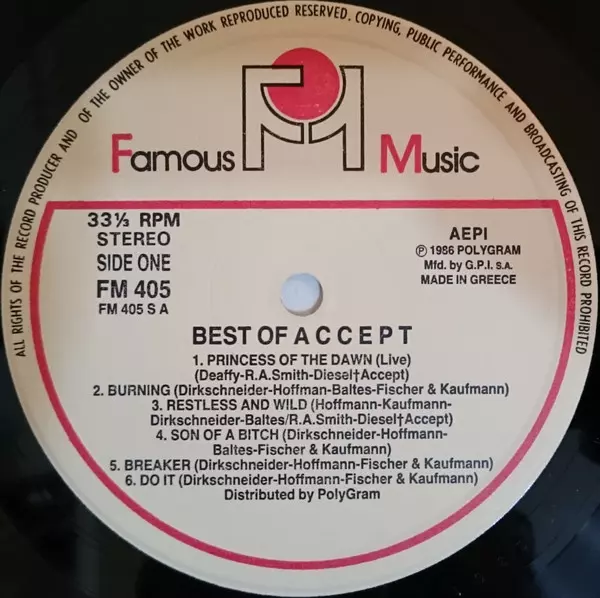 ALL RIGHTS OF THE RECORD PRODUCER AND OF THE OWNER OF THE WORK REPRODUCED RESERVED. COPYING, PUBLIC PERFORMANCE AND BROADCASTING OF THIS RECORD PROHIBITED
FM
Famous Music
33⅓ RPM
STEREO
SIDE ONE
FM 405
FM 405 S A
AEPI
Ⓟ 1986 POLYGRAM
Mfd. by G.P.I. S.A.
MADE IN GREECE
BEST OF A C C E P T
1. PRINCESS OF THE DAWN (Live)
(Deaffy-R.A.Smith-Diesel†Accept)
2. BURNING (Dirkschneider-Hoffman-Baltes-Fischer & Kaufmann)
3. RESTLESS AND WILD (Hoffmann-Kaufmann-
Dirkschneider-Baltes/R.A.Smith-Diesel†Accept)
4. SON OF A BITCH (Dirkschneider-Hoffmann-
Baltes-Fischer & Kaufmann)
5. BREAKER (Dirkschneider-Hoffmann-Fischer & Kaufmann)
6. DO IT (Dirkschneider-Hoffmann-Fischer & Kaufmann)
Distributed by PolyGram